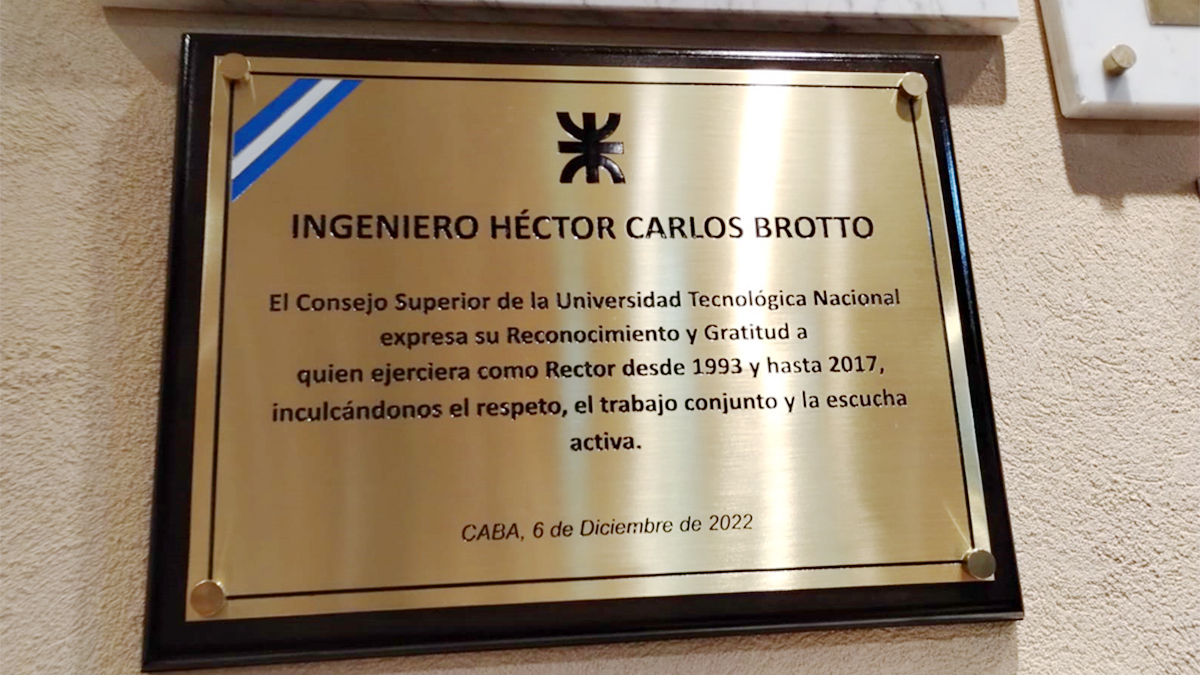 INGENIERO HÉCTOR CARLOS BROTTO
El Consejo Superior de la Universidad Tecnológica Nacional
expresa su Reconocimiento y Gratitud a
quien ejerciera como Rector desde 1993 y hasta 2017,
inculcándonos el respeto, el trabajo conjunto y la escucha
activa.
CABA, 6 de Diciembre de 2022